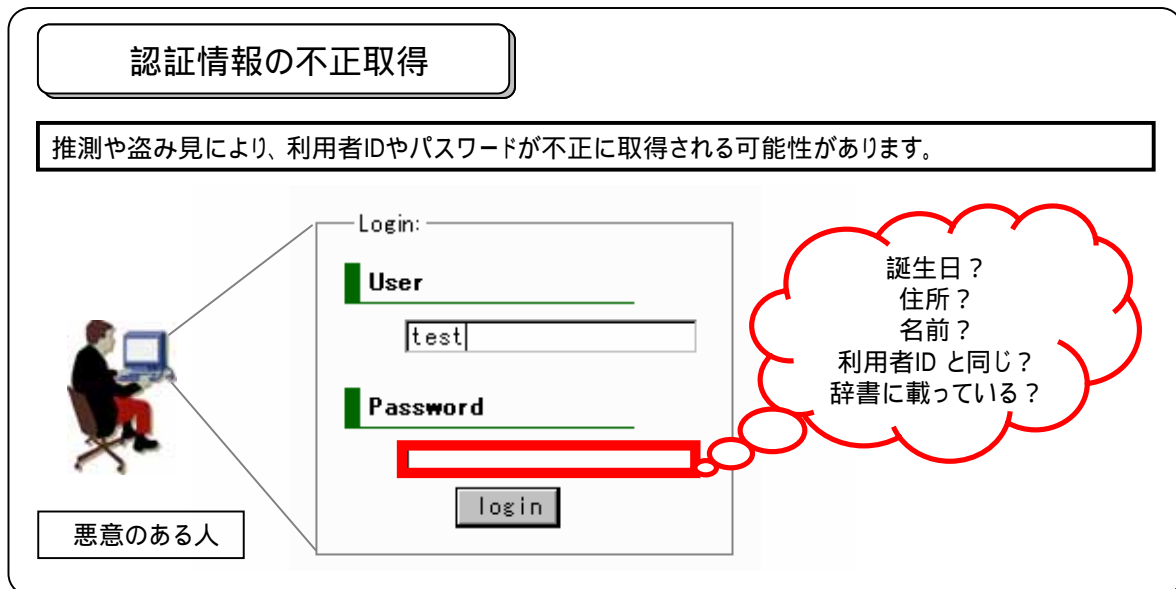 認証情報の不正取得
推測や盗み見により、利用者IDやパスワードが不正に取得される可能性があります。
Login:
User
test
Password
login
誕生日？
住所？
名前？
利用者ID と同じ？
辞書に載っている？
悪意のある人